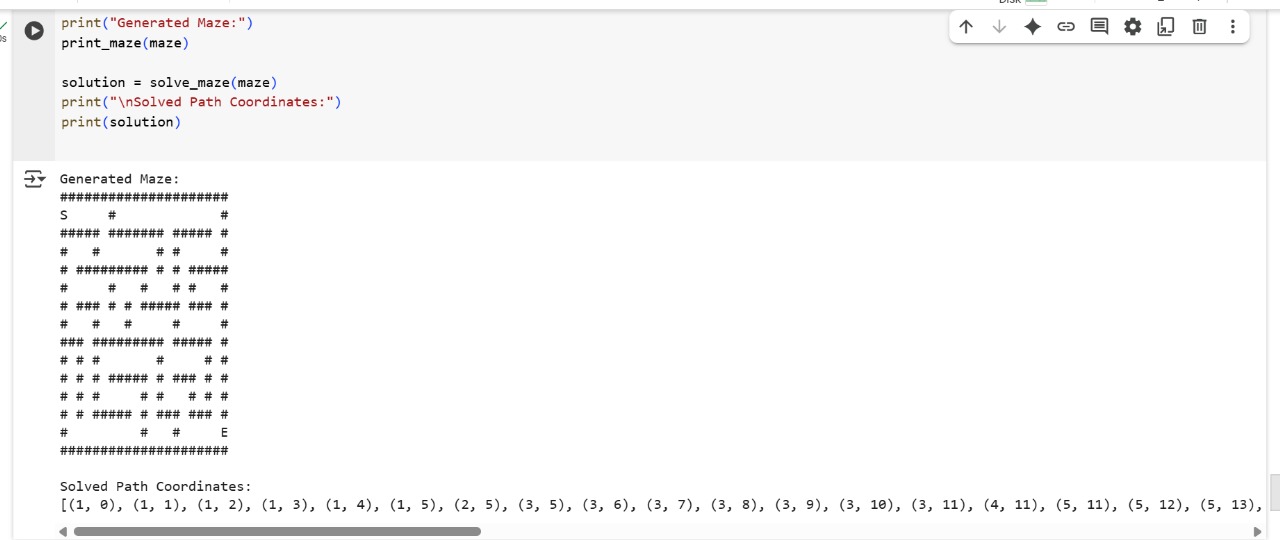 Disk
print("Generated Maze:")
print_maze(maze)
solution = solve_maze(maze)
print("\nSolved Path Coordinates:")
print(solution)
Generated Maze:
#####################
S     #             #
##### ####### ##### #
#   #       # #     #
# ######### # # #####
#     #   #   # #   #
# ### # # ##### ### #
#   #   #     #     #
### ######### ##### #
# # #       #     # #
# # # ##### # ### # #
# # #     # #   # # #
# # ##### # ### ### #
#         #   #     E
#####################
Solved Path Coordinates:
[(1, 0), (1, 1), (1, 2), (1, 3), (1, 4), (1, 5), (2, 5), (3, 5), (3, 6), (3, 7), (3, 8), (3, 9), (3, 10), (3, 11), (4, 11), (5, 11), (5, 12), (5, 13),